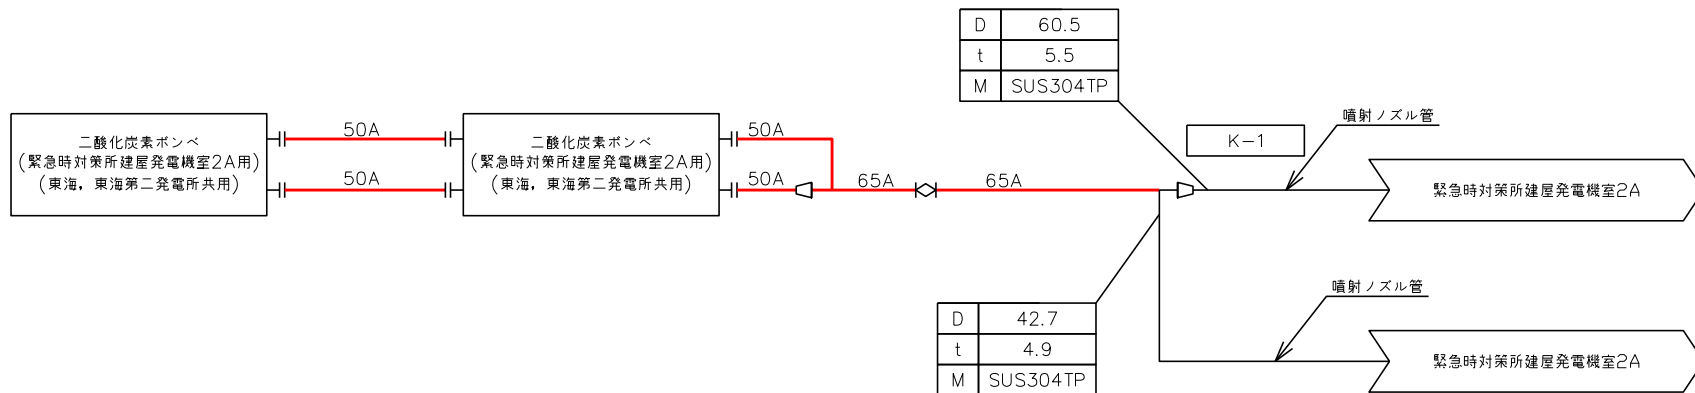 D 60.5
t 5.5
M SUS304TP
噴射ノズル管
K-1
二酸化炭素ボンベ
(緊急時対策所建屋発電機室2A用)
(東海,東海第二発電所共用)
50A
50A
二酸化炭素ボンベ
(緊急時対策所建屋発電機室2A用)
(東海,東海第二発電所共用)
50A
50A
65A
65A
緊急時対策所建屋発電機室2A
噴射ノズル管
D 42.7
t 4.9
M SUS304TP
緊急時対策所建屋発電機室2A